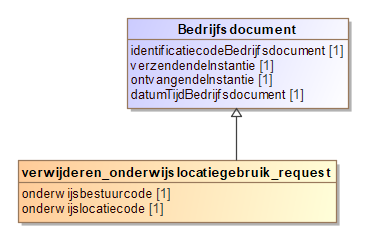 Bedrijfsdocument
identificatiecodeBedrijfsdocument [1]
verzendendeInstantie [1]
ontvangendeInstantie [1]
datumTijdBedrijfsdocument [1]
verwijderen_onderwijslocatiegebruik_request
onderwijsbestuurcode [1]
onderwijslocatiecode [1]